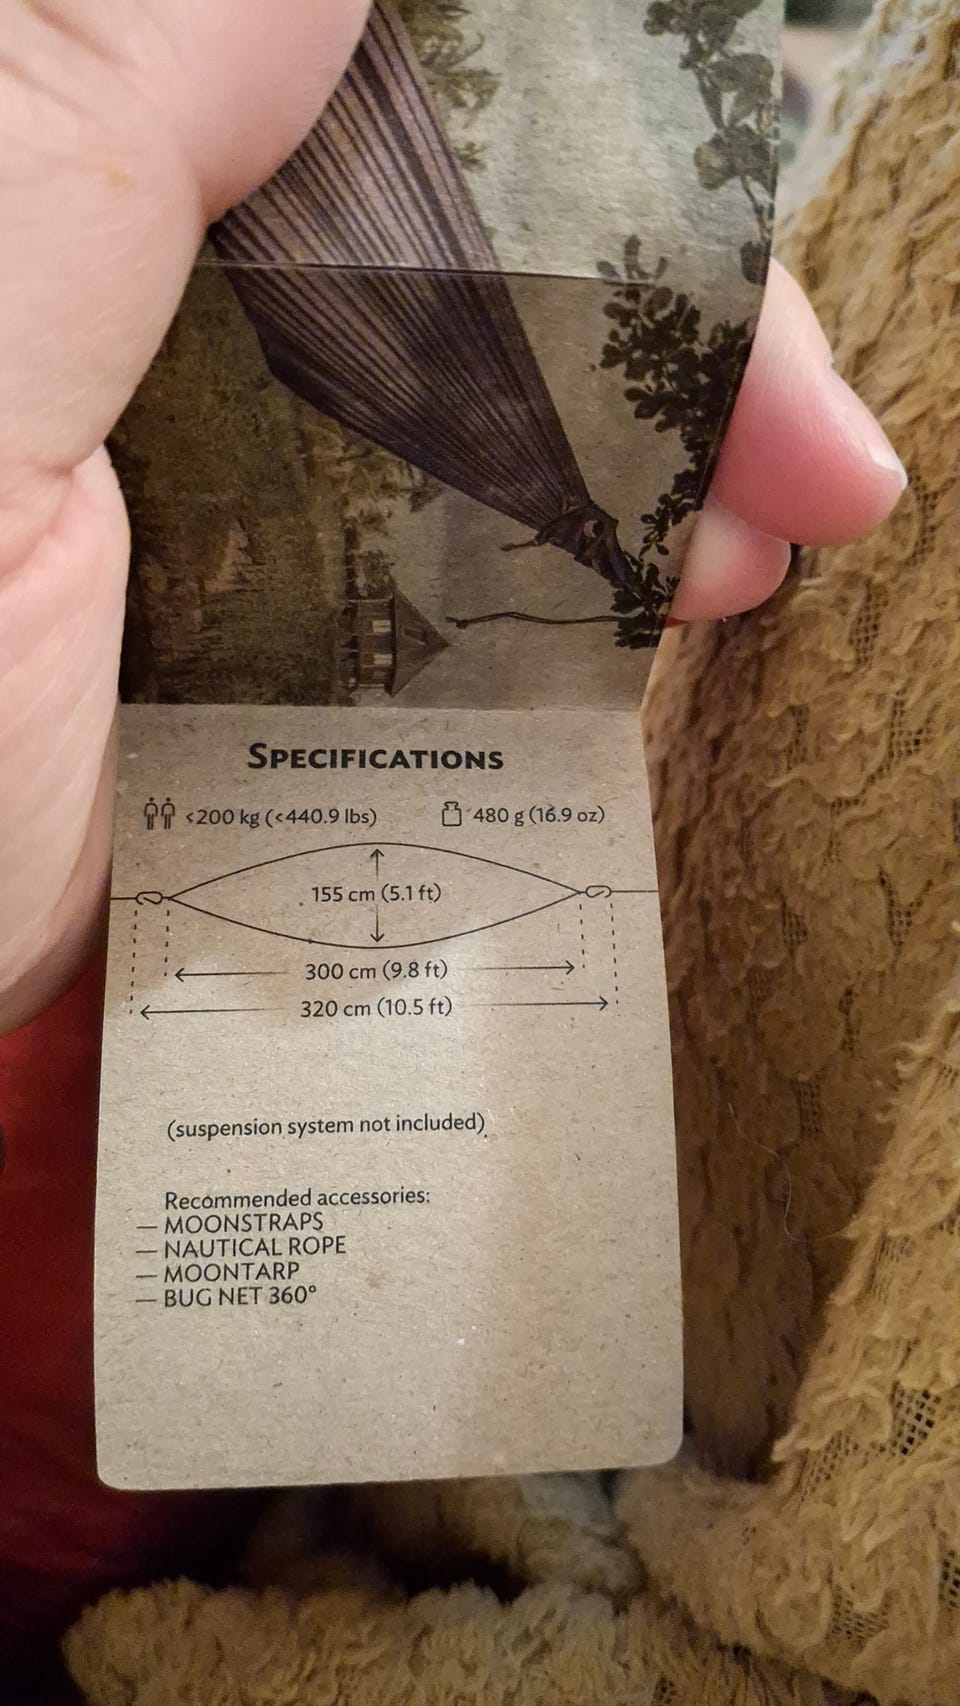 SPECIFICATIONS
<200 kg (<440.9 lbs) 480 g (16.9 oz)
155 cm (5.1 ft)
300 cm (9.8 ft)
320 cm (10.5 ft)
(suspension system not included)
Recommended accessories:
— MOONSTRAPS
— NAUTICAL ROPE
— MOONTARP
— BUG NET 360°